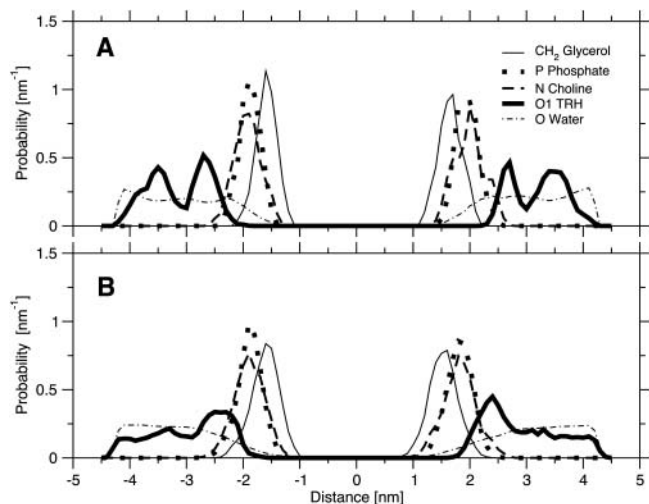 1.5
A
CH2 Glycerol
P Phosphate
N Choline
O1 TRH
O Water
Probability [nm-1]
1
0.5
0
1.5
B
Probability [nm-1]
1
0.5
0
-5 -4 -3 -2 -1 0 1 2 3 4 5
Distance [nm]